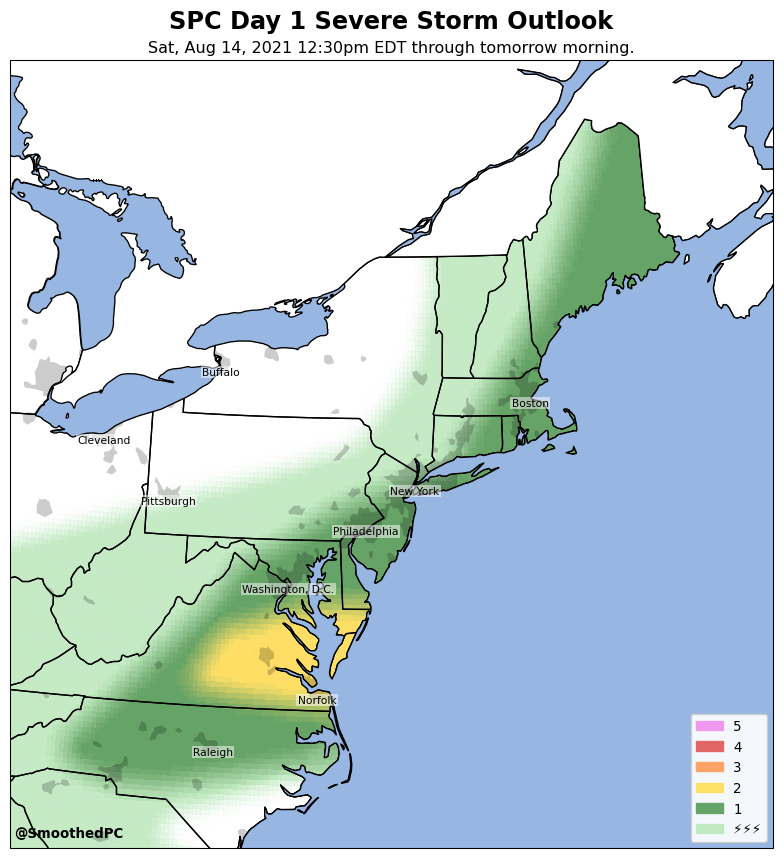 SPC Day 1 Severe Storm Outlook
Sat, Aug 14, 2021 12:30pm EDT through tomorrow morning.
Buffalo
Boston
Cleveland
New York
Pittsburgh
Philadelphia
Washington, D.C.
Norfolk
Raleigh
5
4
3
2
1
⚡⚡⚡
@SmoothedPC